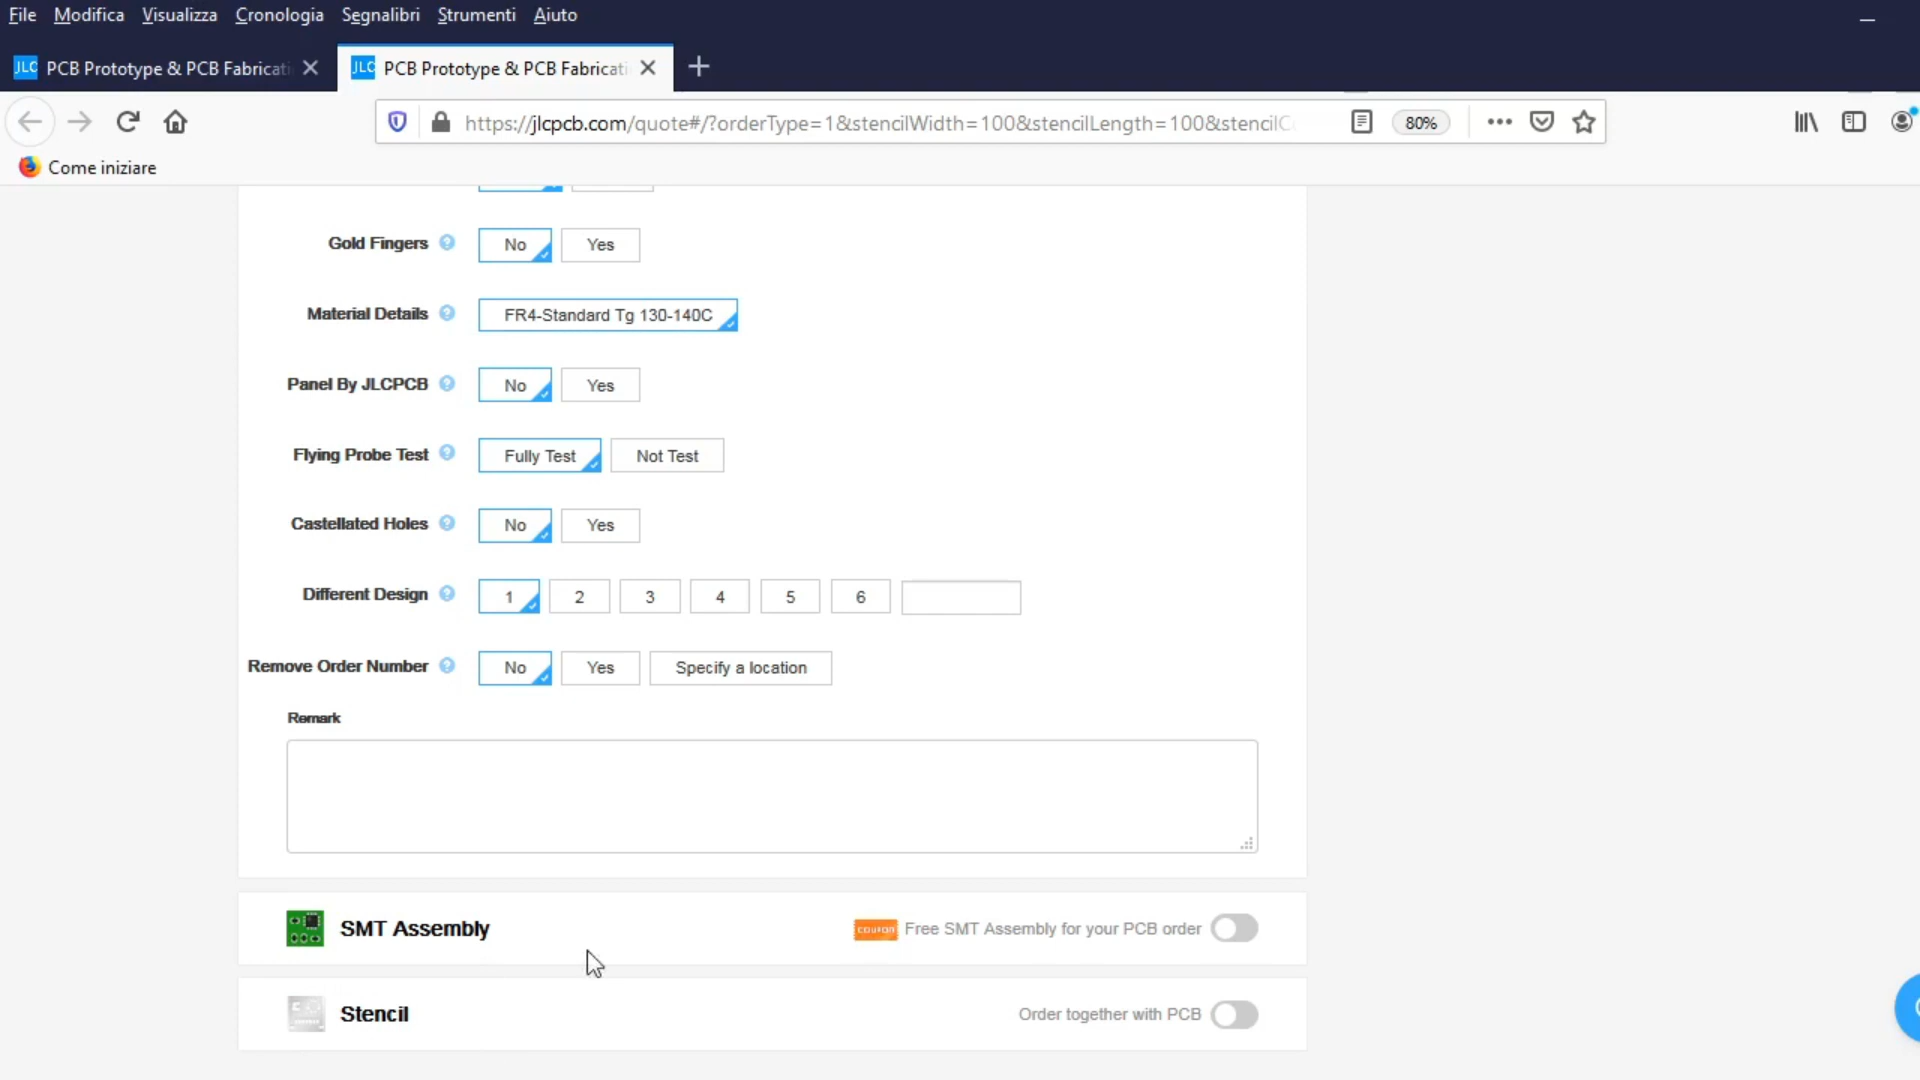 File Modifica Visualizza Cronologia Segnalibri Strumenti Aiuto
JLC PCB Prototype & PCB Fabricati
JLC PCB Prototype & PCB Fabricati
https://jlcpcb.com/quote#/?orderType=1&stencilWidth=100&stencilLength=100&stencilC
80%
Come iniziare
Gold Fingers ? No Yes
Material Details ? FR4-Standard Tg 130-140C
Panel By JLCPCB ? No Yes
Flying Probe Test ? Fully Test Not Test
Castellated Holes ? No Yes
Different Design ? 1 2 3 4 5 6
Remove Order Number ? No Yes Specify a location
Remark
SMT Assembly COUPON Free SMT Assembly for your PCB order
Stencil Order together with PCB